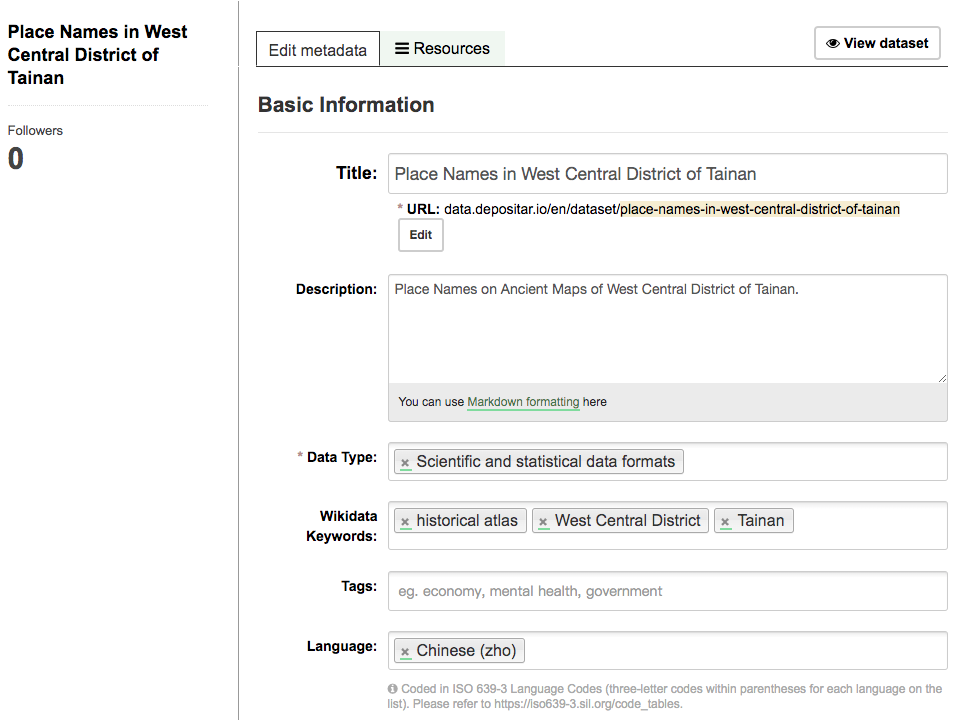 Place Names in West
Central District of
Tainan
Followers
0
Edit metadata
Resources
View dataset
Basic Information
Title:
Place Names in West Central District of Tainan
* URL: data.depositar.io/en/dataset/place-names-in-west-central-district-of-tainan
Edit
Description:
Place Names on Ancient Maps of West Central District of Tainan.
You can use Markdown formatting here
* Data Type:
× Scientific and statistical data formats
Wikidata
Keywords:
× historical atlas × West Central District × Tainan
Tags:
eg. economy, mental health, government
Language:
× Chinese (zho)
Coded in ISO 639-3 Language Codes (three-letter codes within parentheses for each language on the
list). Please refer to https://iso639-3.sil.org/code_tables.